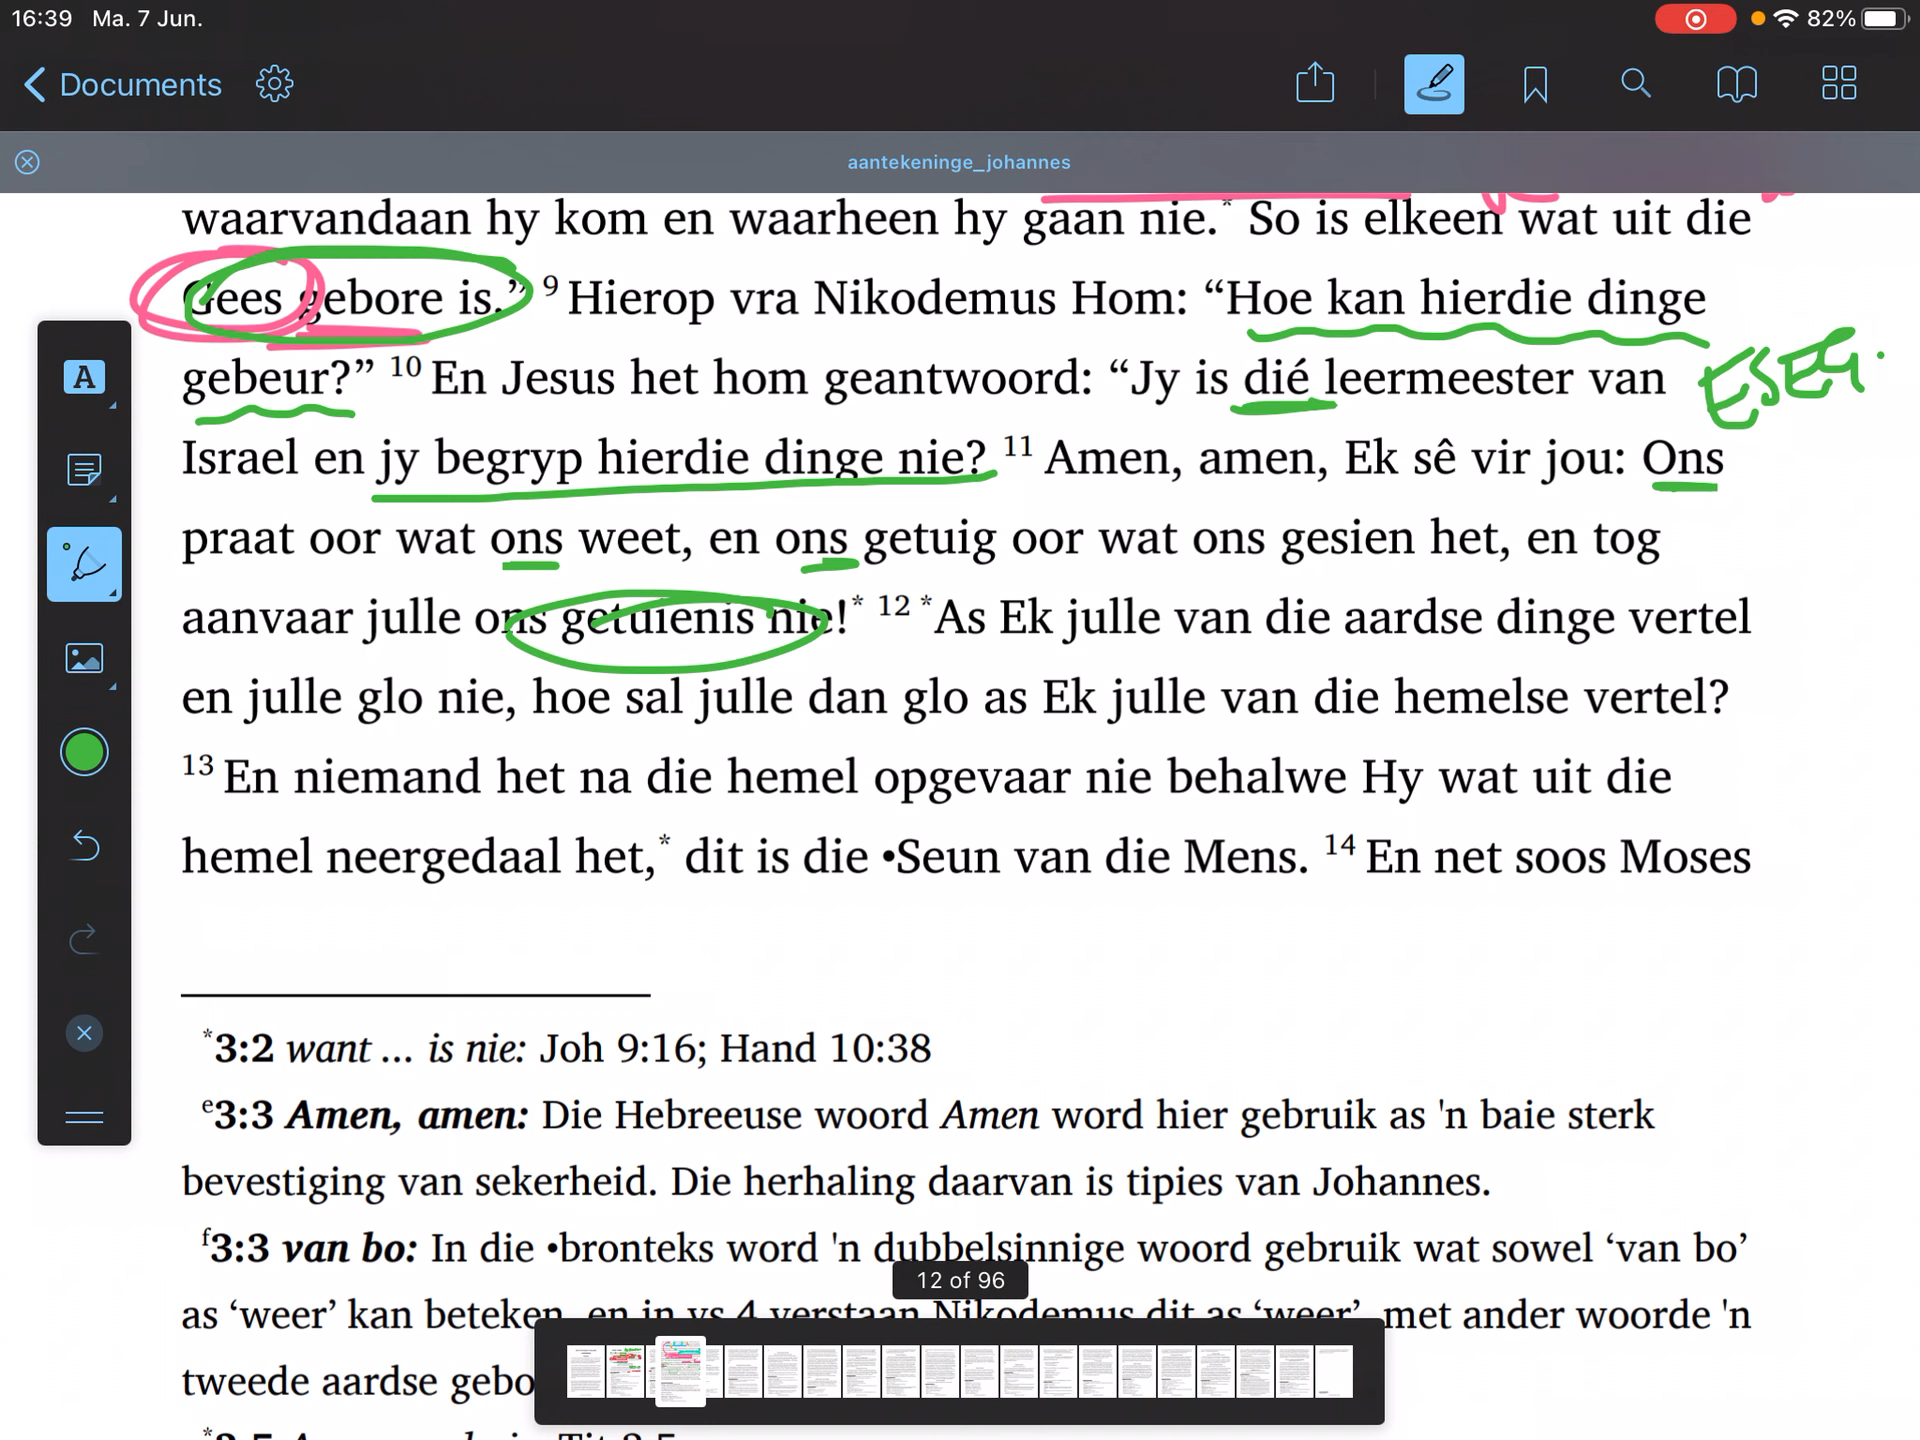 16:39 Ma. 7 Jun. 82%
Documents
aantekeninge_johannes
waarvandaan hy kom en waarheen hy gaan nie.* So is elkeen wat uit die
Gees gebore is.” 9 Hierop vra Nikodemus Hom: “Hoe kan hierdie dinge
gebeur?” 10 En Jesus het hom geantwoord: “Jy is dié leermeester van
ESEG.
Israel en jy begryp hierdie dinge nie? 11 Amen, amen, Ek sê vir jou: Ons
praat oor wat ons weet, en ons getuig oor wat ons gesien het, en tog
aanvaar julle ons getuienis nie!* 12 *As Ek julle van die aardse dinge vertel
en julle glo nie, hoe sal julle dan glo as Ek julle van die hemelse vertel?
13 En niemand het na die hemel opgevaar nie behalwe Hy wat uit die
hemel neergedaal het,* dit is die •Seun van die Mens. 14 En net soos Moses
*3:2 want ... is nie: Joh 9:16; Hand 10:38
e3:3 Amen, amen: Die Hebreeuse woord Amen word hier gebruik as 'n baie sterk
bevestiging van sekerheid. Die herhaling daarvan is tipies van Johannes.
f3:3 van bo: In die •bronteks word 'n dubbelsinnige woord gebruik wat sowel ‘van bo’
12 of 96
as ‘weer’ kan beteken, en in vs 4 verstaan Nikodemus dit as ‘weer’, met ander woorde 'n
tweede aardse gebo